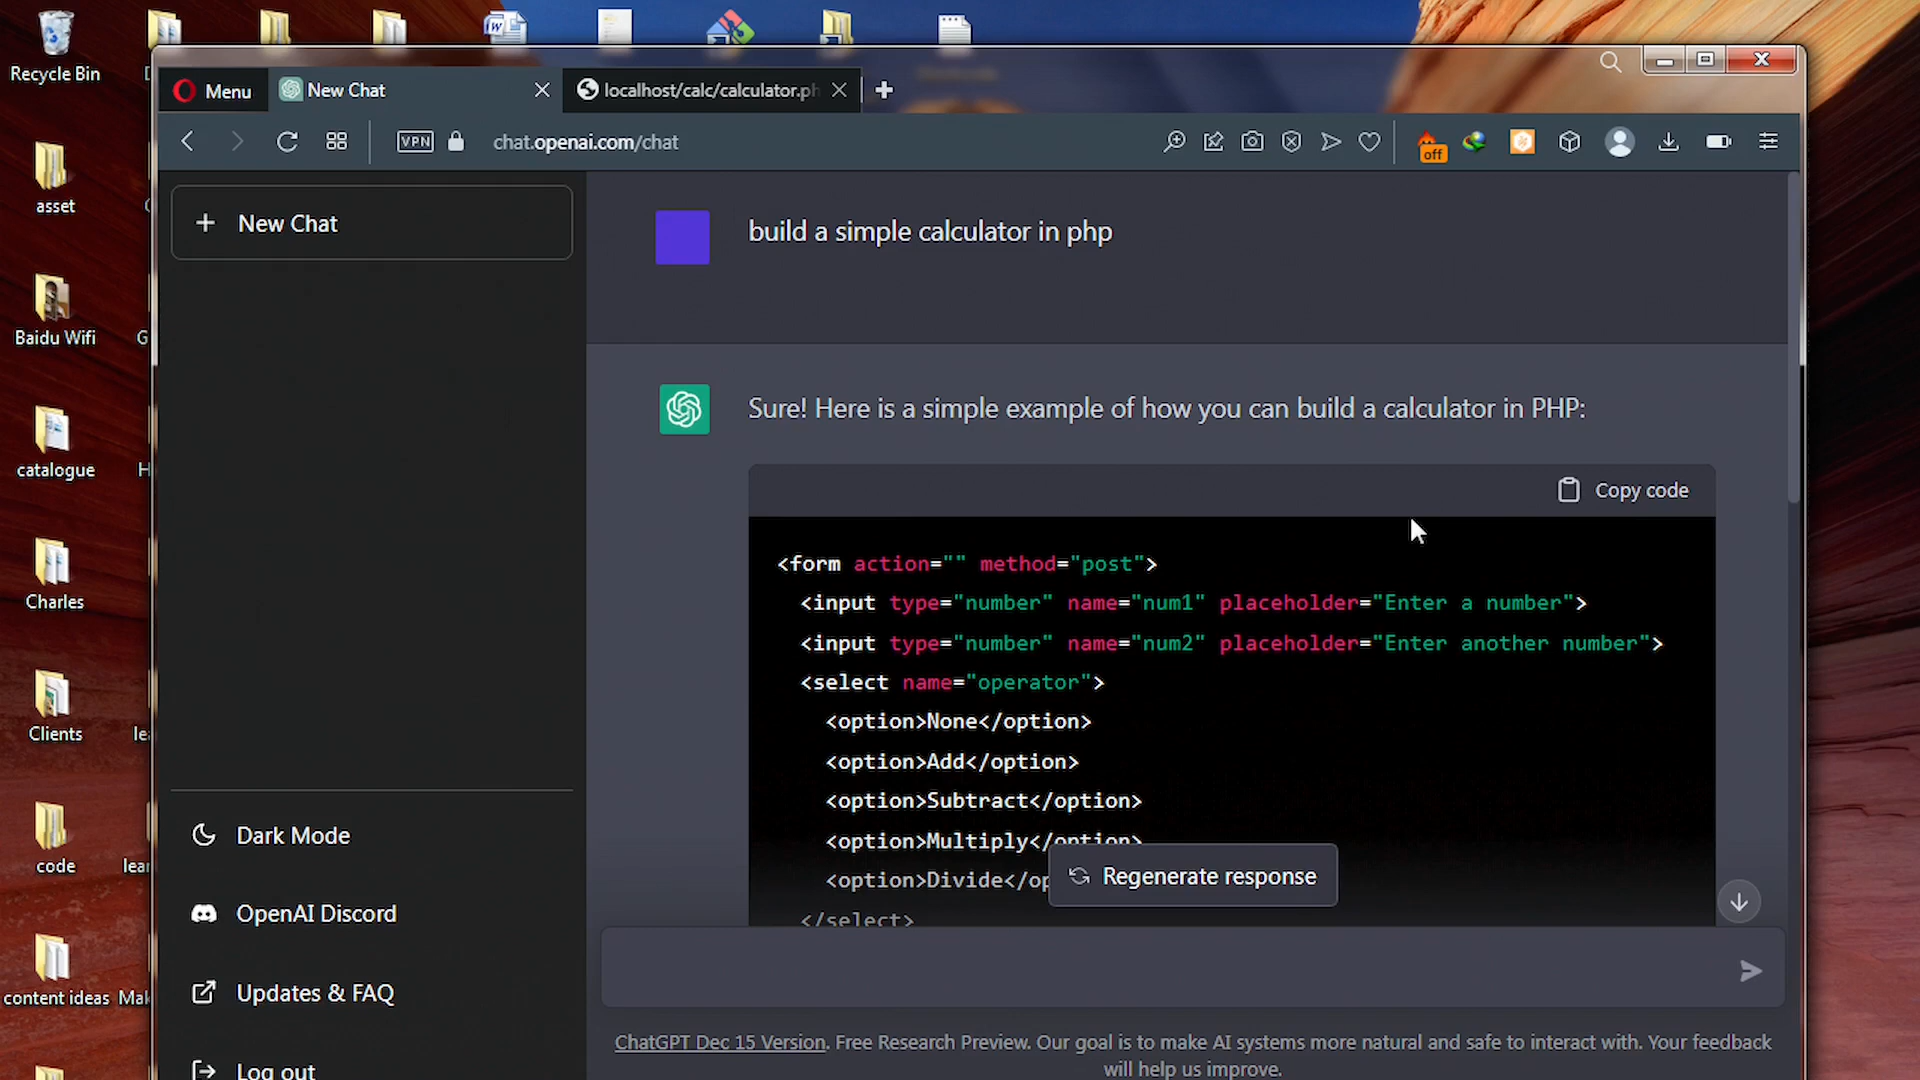 Recycle Bin
asset
Baidu Wifi
catalogue
Charles
Clients
code
content ideas
Menu
New Chat
localhost/calc/calculator.ph
VPN
chat.openai.com/chat
off
New Chat
Dark Mode
OpenAI Discord
Updates & FAQ
Log out
build a simple calculator in php
Sure! Here is a simple example of how you can build a calculator in PHP:
Copy code
<form action="" method="post">
<input type="number" name="num1" placeholder="Enter a number">
<input type="number" name="num2" placeholder="Enter another number">
<select name="operator">
<option>None</option>
<option>Add</option>
<option>Subtract</option>
<option>Multiply</option>
<option>Divide</op
</select>
Regenerate response
ChatGPT Dec 15 Version. Free Research Preview. Our goal is to make AI systems more natural and safe to interact with. Your feedback
will help us improve.